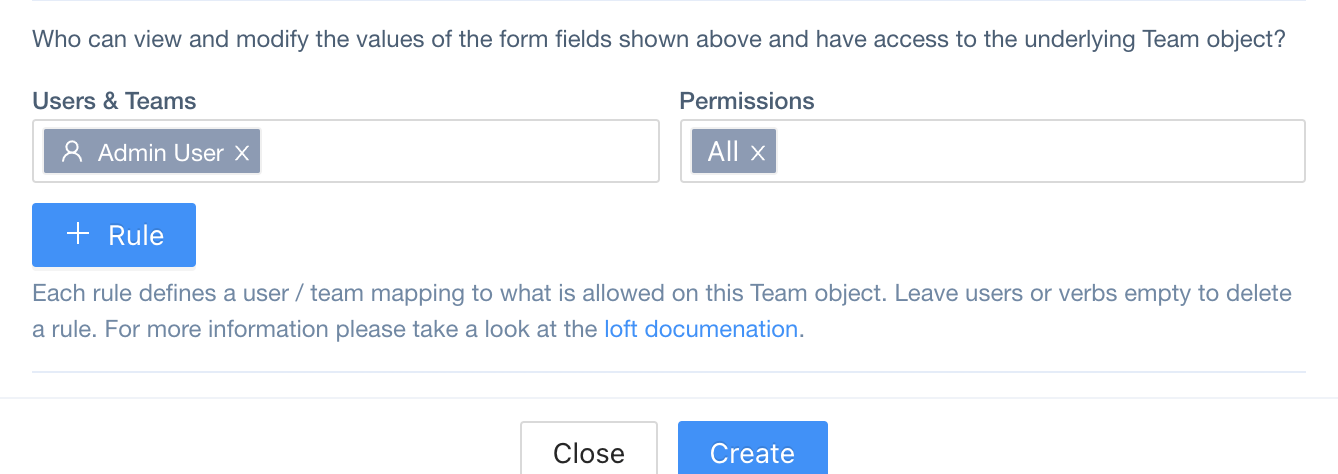 Who can view and modify the values of the form fields shown above and have access to the underlying Team object?
Users & Teams
Permissions
Admin User X
All X
+ Rule
Each rule defines a user / team mapping to what is allowed on this Team object. Leave users or verbs empty to delete
a rule. For more information please take a look at the loft documenation.
Close
Create